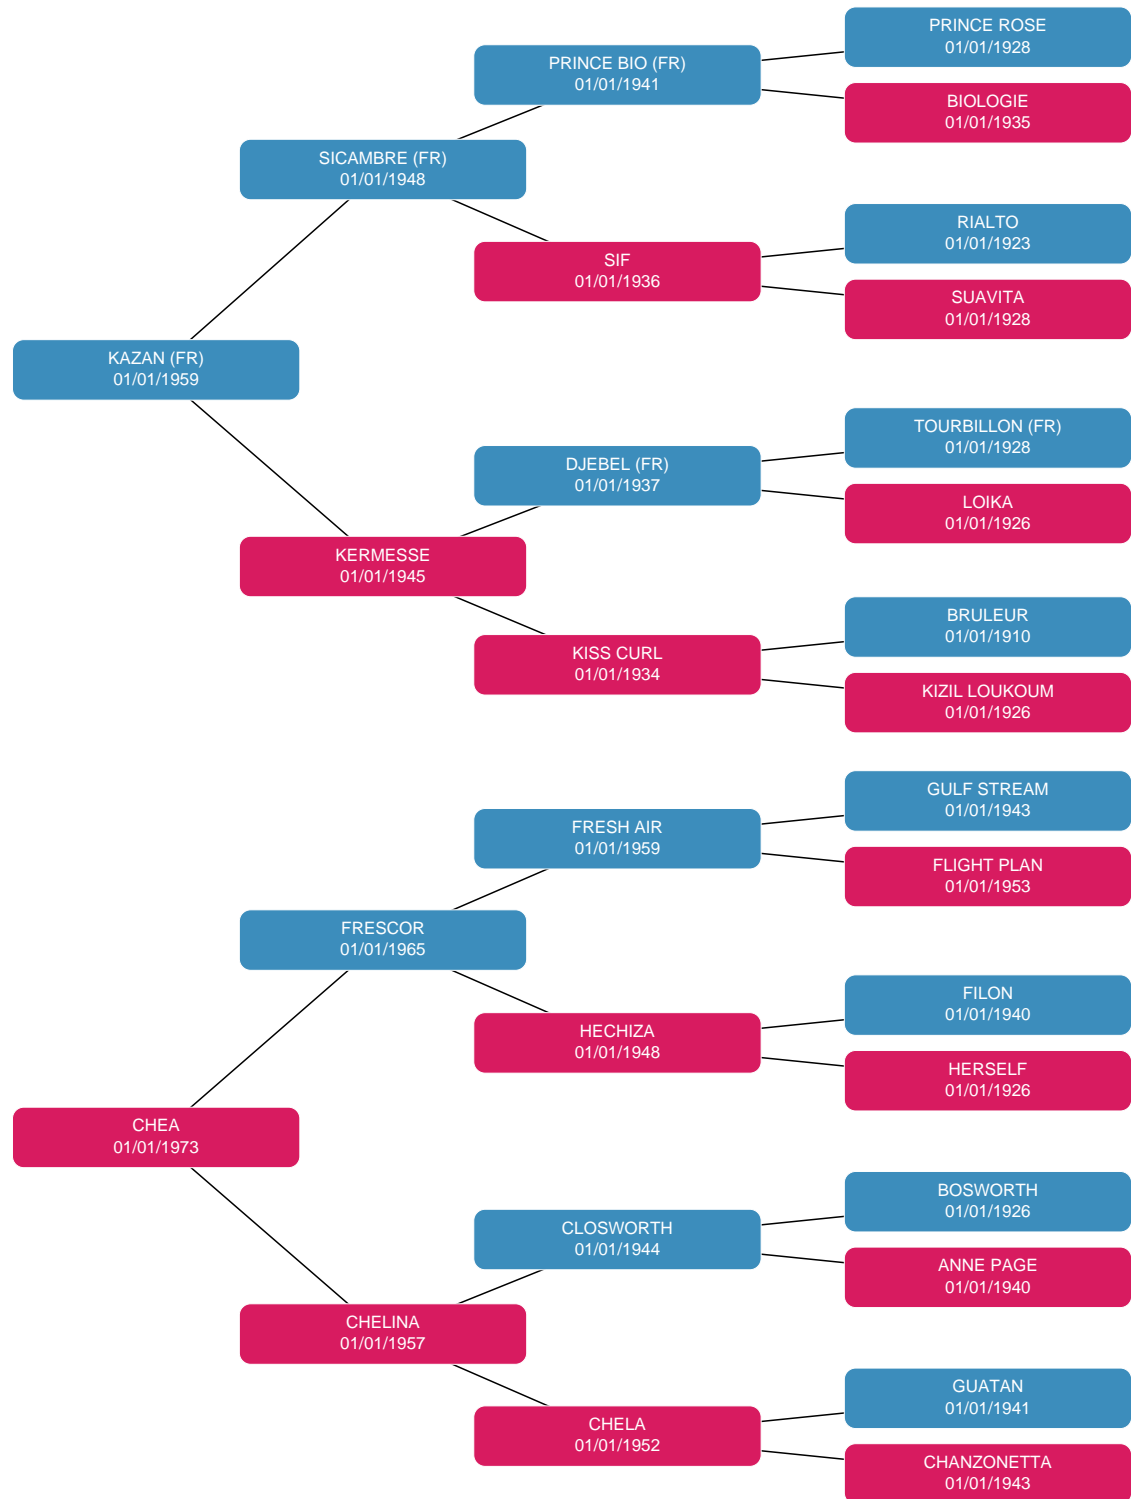 PRINCE ROSE
01/01/1928
PRINCE BIO (FR)
01/01/1941
BIOLOGIE
01/01/1935
SICAMBRE (FR)
01/01/1948
RIALTO
01/01/1923
SIF
01/01/1936
SUAVITA
01/01/1928
KAZAN (FR)
01/01/1959
TOURBILLON (FR)
01/01/1928
DJEBEL (FR)
01/01/1937
LOIKA
01/01/1926
KERMESSE
01/01/1945
BRULEUR
01/01/1910
KISS CURL
01/01/1934
KIZIL LOUKOUM
01/01/1926
GULF STREAM
01/01/1943
FRESH AIR
01/01/1959
FLIGHT PLAN
01/01/1953
FRESCOR
01/01/1965
FILON
01/01/1940
HECHIZA
01/01/1948
HERSELF
01/01/1926
CHEA
01/01/1973
BOSWORTH
01/01/1926
CLOSWORTH
01/01/1944
ANNE PAGE
01/01/1940
CHELINA
01/01/1957
GUATAN
01/01/1941
CHELA
01/01/1952
CHANZONETTA
01/01/1943